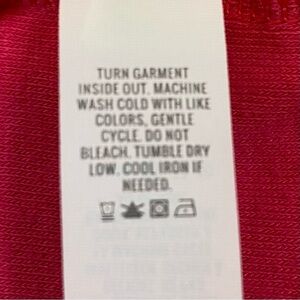 TURN GARMENT
INSIDE OUT. MACHINE
WASH COLD WITH LIKE
COLORS, GENTLE
CYCLE. DO NOT
BLEACH. TUMBLE DRY
LOW. COOL IRON IF
NEEDED.